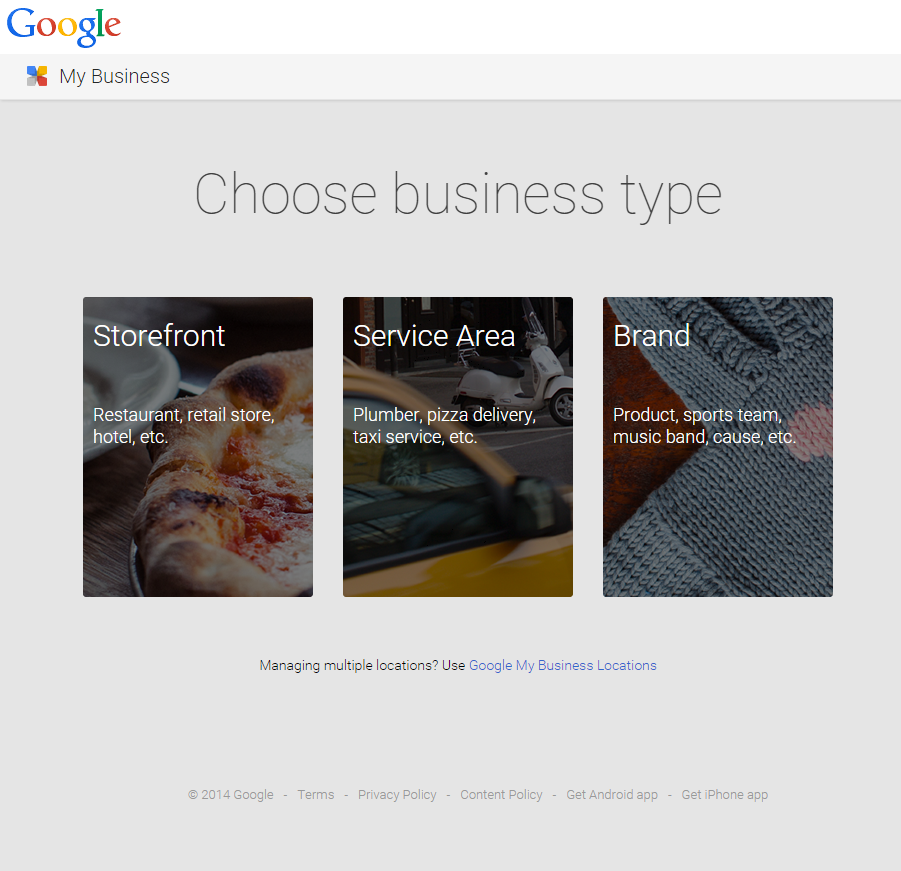 Google
My Business
Choose business type
Storefront
Restaurant, retail store,
hotel, etc.
Service Area
Plumber, pizza delivery,
taxi service, etc.
Brand
Product, sports team,
music band, cause, etc.
Managing multiple locations? Use Google My Business Locations
© 2014 Google - Terms - Privacy Policy - Content Policy - Get Android app - Get iPhone app